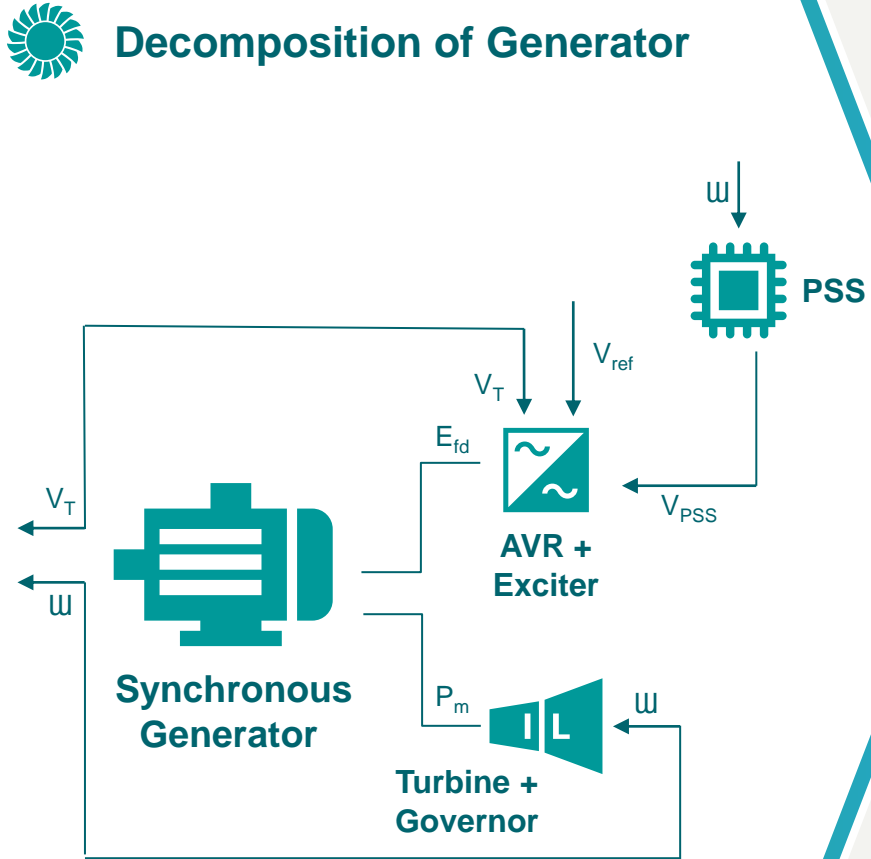 Decomposition of Generator
ω
PSS
V_ref
V_T
E_fd
V_T
V_PSS
AVR +
Exciter
ω
Synchronous
Generator
P_m
I L
ω
Turbine +
Governor